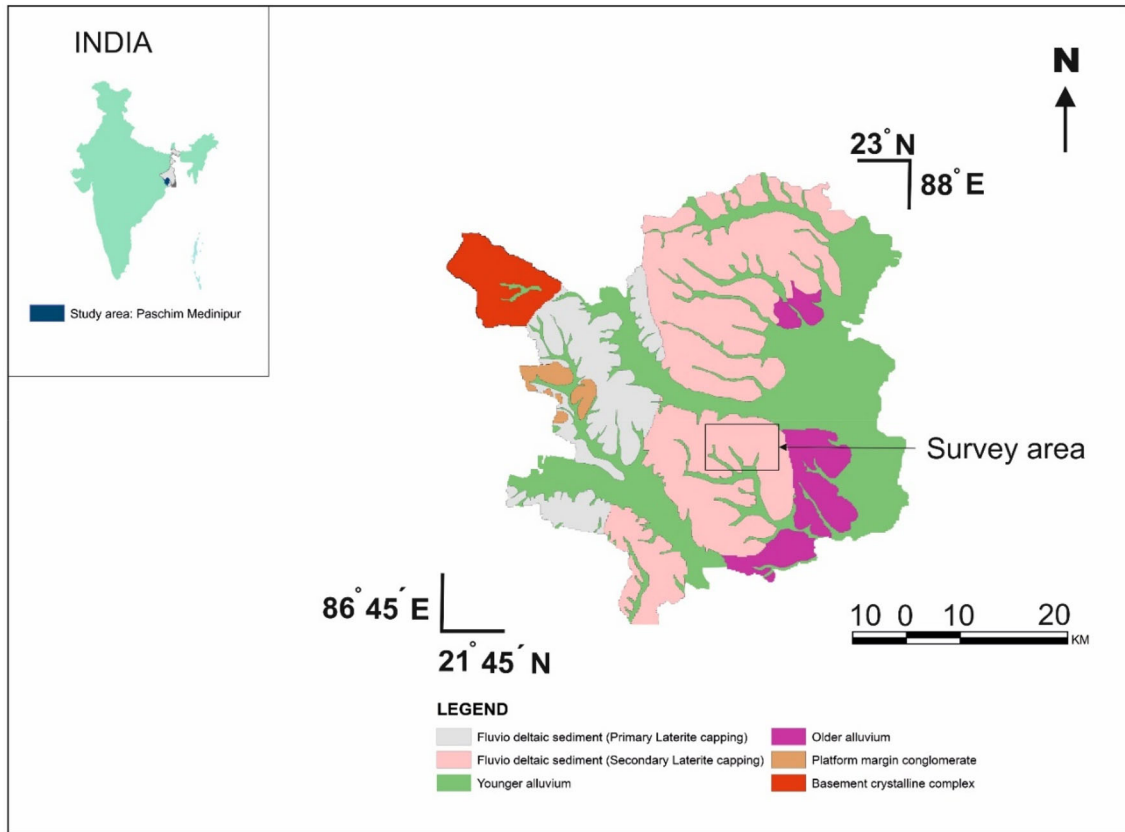 INDIA
Study area: Paschim Medinipur
N
23° N
88° E
Survey area
86° 45´ E
21° 45´ N
10 0 10 20
KM
LEGEND
Fluvio deltaic sediment (Primary Laterite capping)
Fluvio deltaic sediment (Secondary Laterite capping)
Younger alluvium
Older alluvium
Platform margin conglomerate
Basement crystalline complex